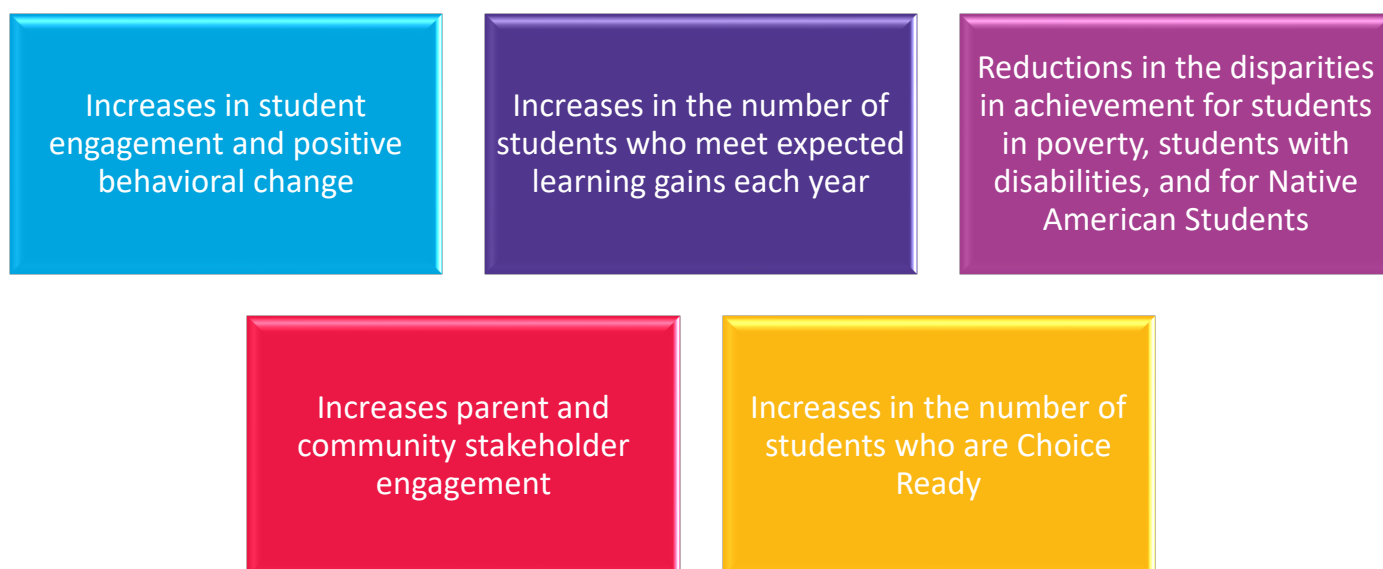 Increases in student
engagement and positive
behavioral change
Increases in the number of
students who meet expected
learning gains each year
Reductions in the disparities
in achievement for students
in poverty, students with
disabilities, and for Native
American Students
Increases parent and
community stakeholder
engagement
Increases in the number of
students who are Choice
Ready